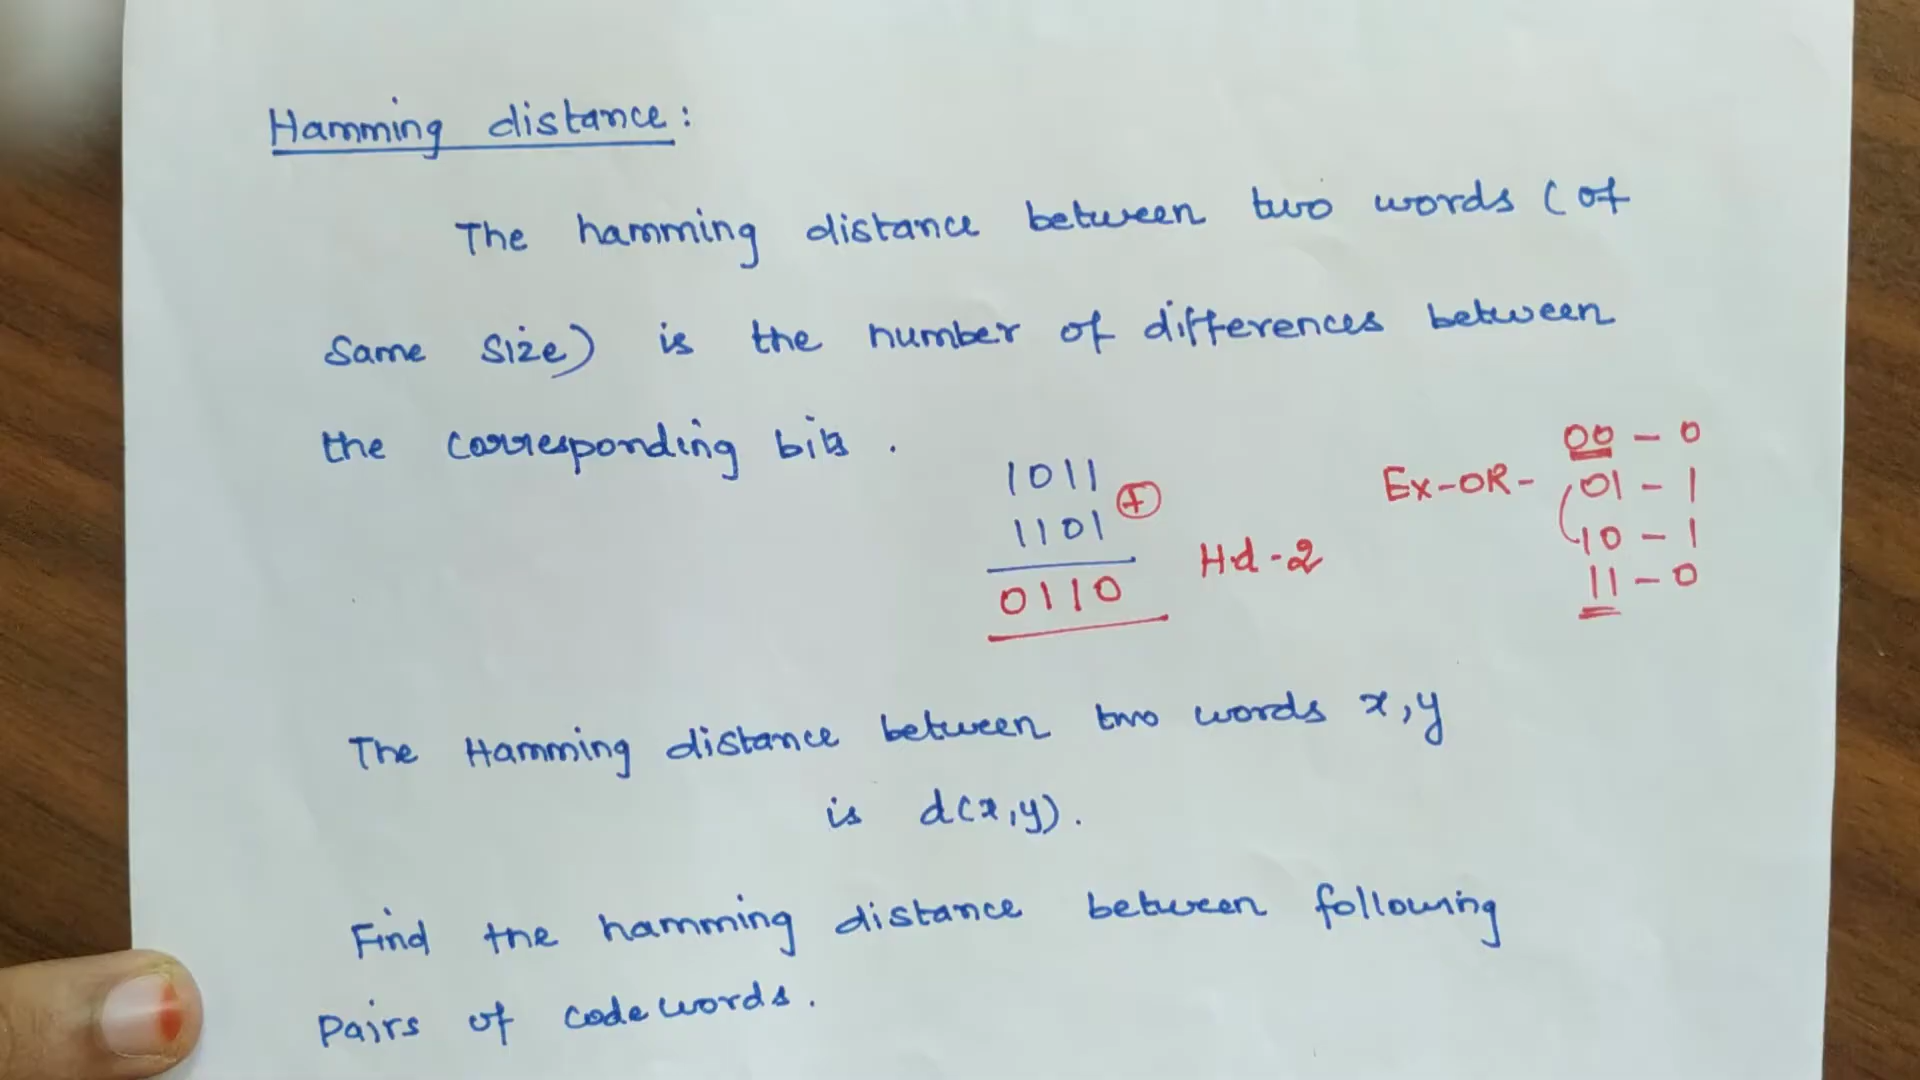 Hamming distance:
The hamming distance between two words (of
same size) is the number of differences between
the corresponding bits.
1011
1101 ⊕
0110
Hd-2
Ex-OR-
00 - 0
01 - 1
10 - 1
11 - 0
The Hamming distance between two words x,y
is d(x,y).
Find the hamming distance between following
Pairs of code words.